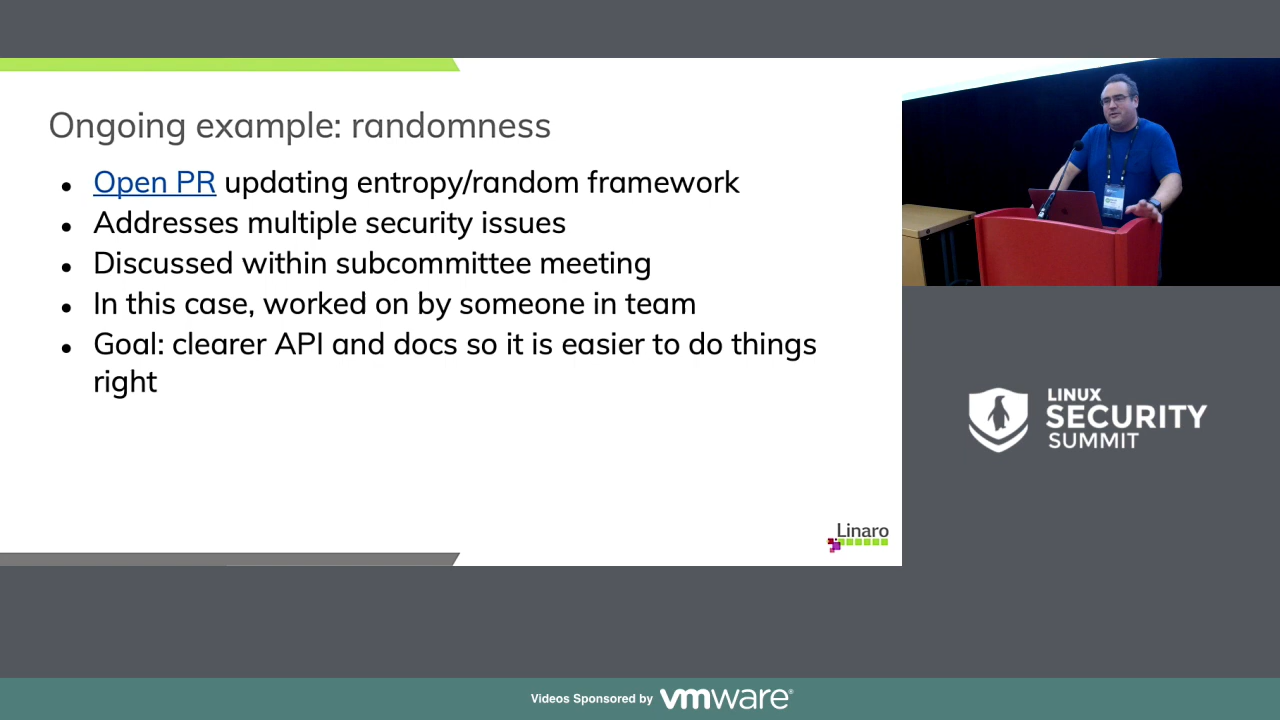 Ongoing example: randomness
● Open PR updating entropy/random framework
● Addresses multiple security issues
● Discussed within subcommittee meeting
● In this case, worked on by someone in team
● Goal: clearer API and docs so it is easier to do things
right
Linaro
LINUX
SECURITY
SUMMIT
Videos Sponsored by vmware®